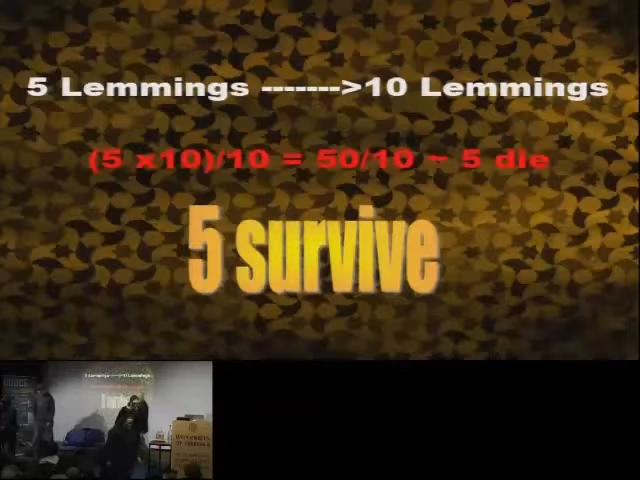 5 Lemmings ------->10 Lemmings
(5 x10)/10 = 50/10 ~ 5 die
5 survive